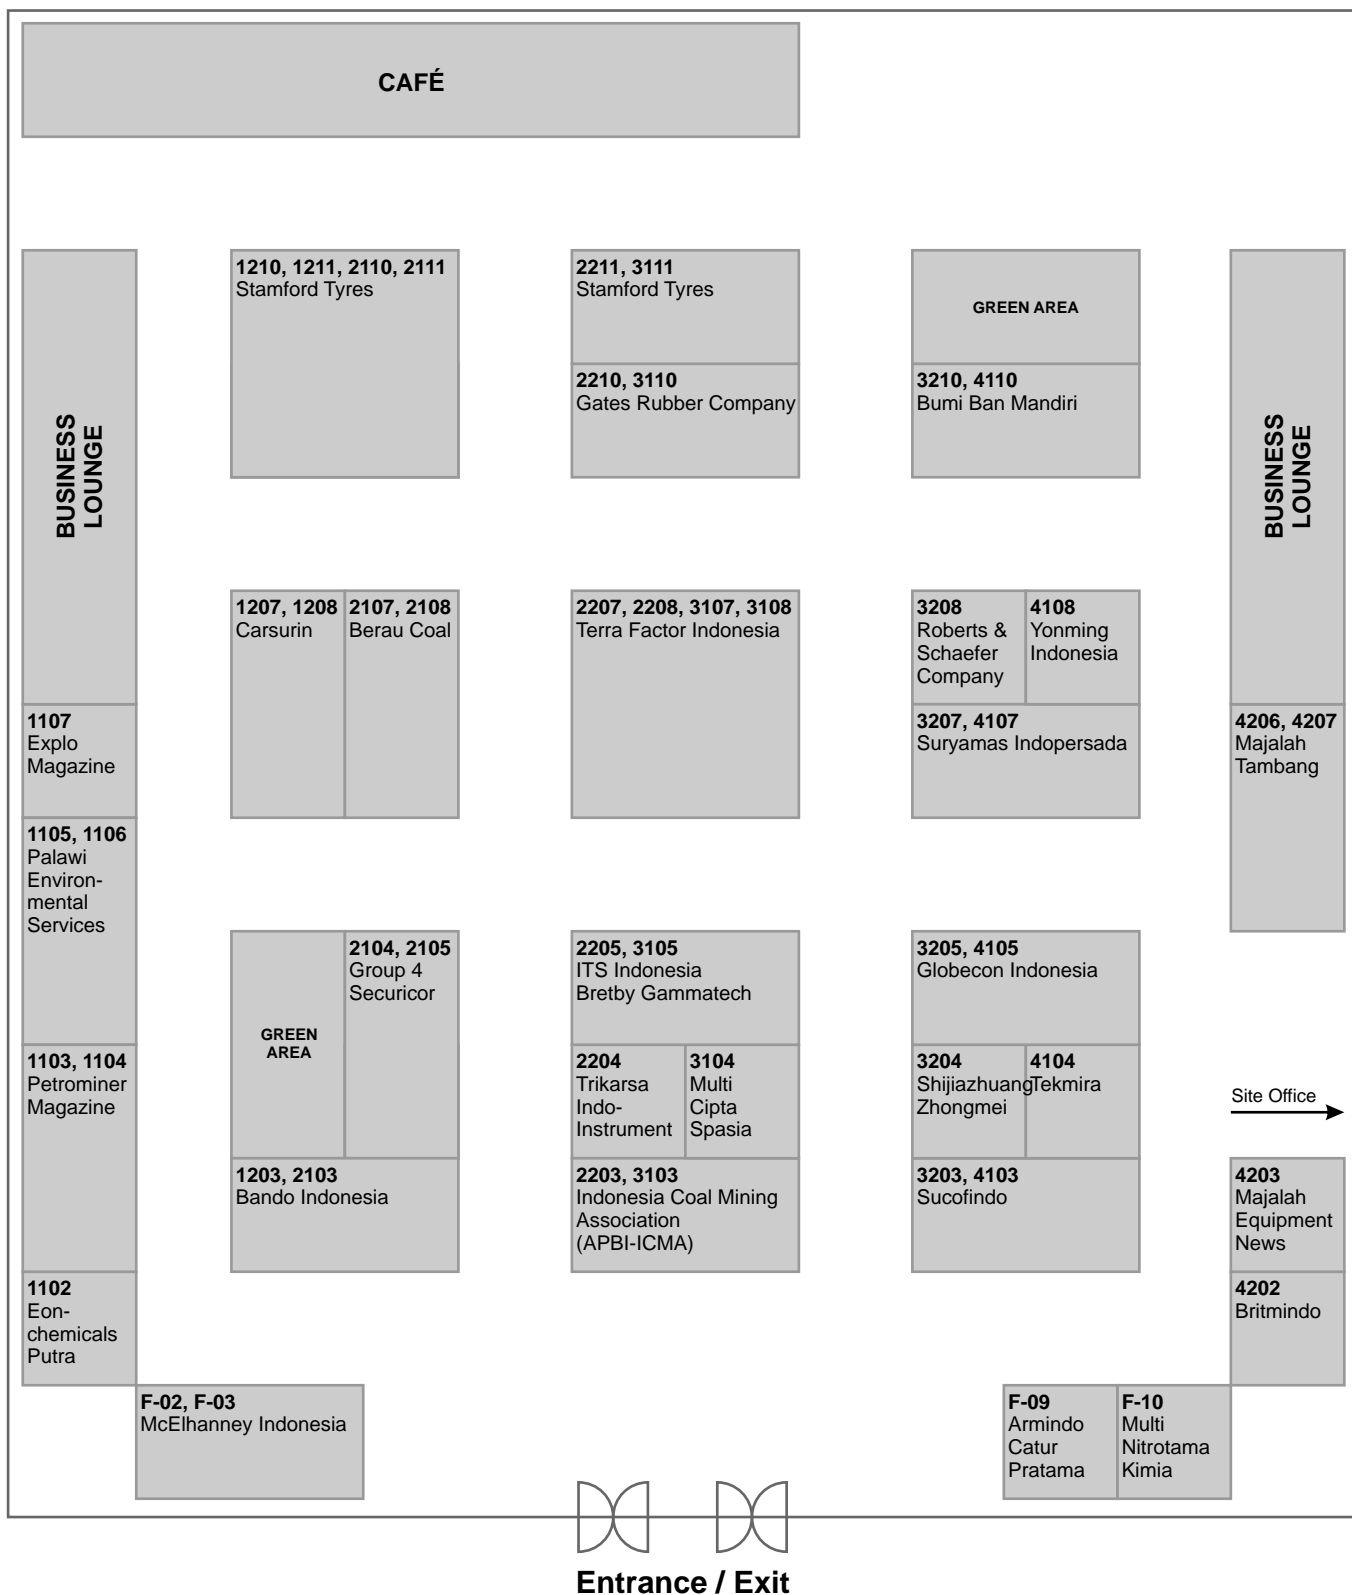 CAFÉ
BUSINESS
LOUNGE
1210, 1211, 2110, 2111
Stamford Tyres
2211, 3111
Stamford Tyres
GREEN AREA
2210, 3110
Gates Rubber Company
3210, 4110
Bumi Ban Mandiri
BUSINESS
LOUNGE
1207, 1208
Carsurin
2107, 2108
Berau Coal
2207, 2208, 3107, 3108
Terra Factor Indonesia
3208
Roberts &
Schaefer
Company
4108
Yonming
Indonesia
3207, 4107
Suryamas Indopersada
4206, 4207
Majalah
Tambang
1107
Explo
Magazine
1105, 1106
Palawi
Environ-
mental
Services
1103, 1104
Petrominer
Magazine
1102
Eon-
chemicals
Putra
GREEN
AREA
2104, 2105
Group 4
Securicor
1203, 2103
Bando Indonesia
2205, 3105
ITS Indonesia
Bretby Gammatech
2204
Trikarsa
Indo-
Instrument
3104
Multi
Cipta
Spasia
2203, 3103
Indonesia Coal Mining
Association
(APBI-ICMA)
3205, 4105
Globecon Indonesia
3204
Shijiazhuang
Zhongmei
4104
Tekmira
3203, 4103
Sucofindo
Site Office
4203
Majalah
Equipment
News
4202
Britmindo
F-02, F-03
McElhanney Indonesia
F-09
Armindo
Catur
Pratama
F-10
Multi
Nitrotama
Kimia
Entrance / Exit